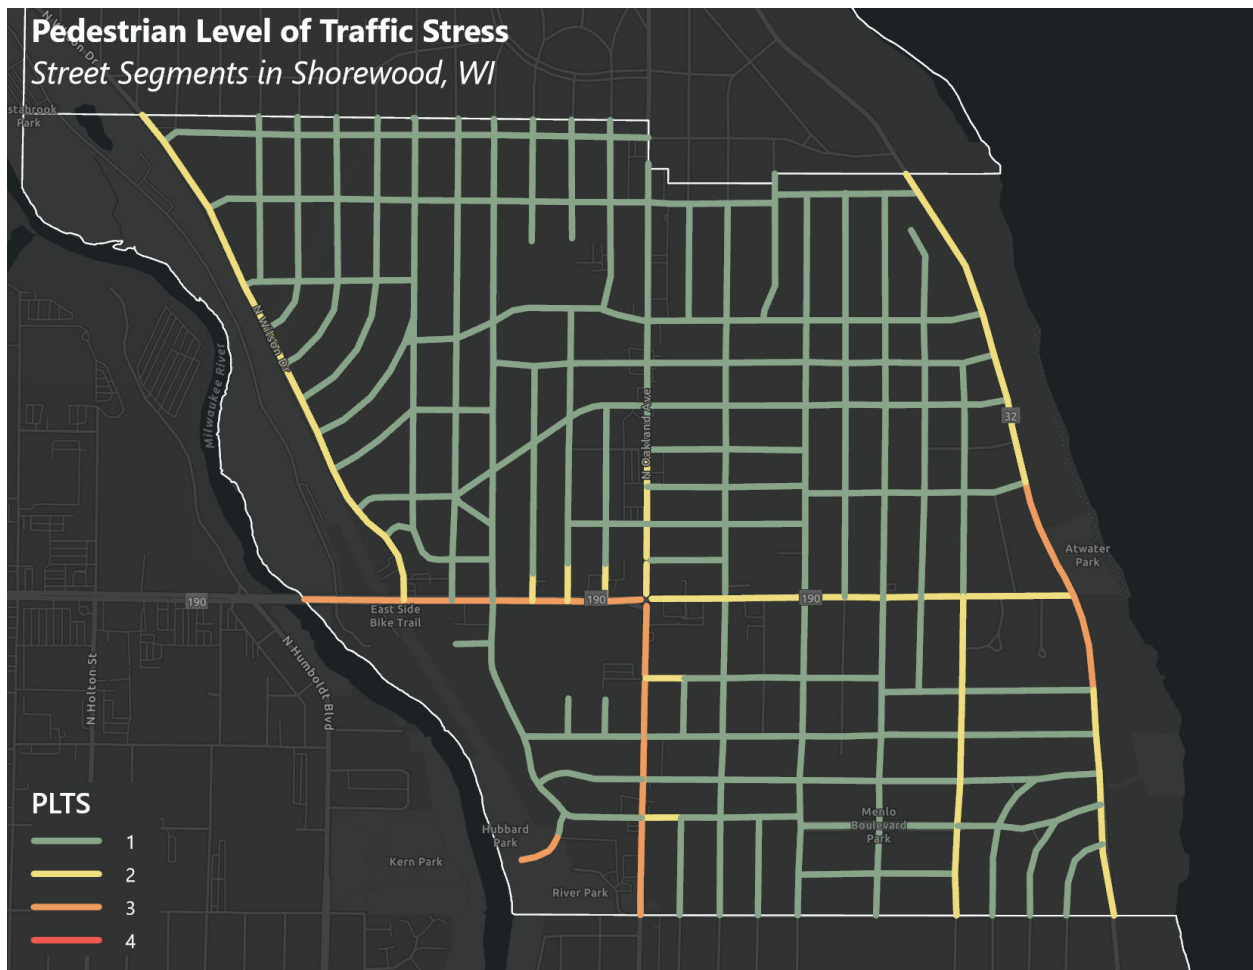 Pedestrian Level of Traffic Stress
Street Segments in Shorewood, WI
N Wilson Dr
Park
N Wilson Dr
Milwaukee River
N Oakland Ave
32
Atwater
Park
190
190
190
East Side
Bike Trail
N Holton St
N Humboldt Blvd
PLTS
1
2
3
4
Hubbard
Park
Kern Park
River Park
Menlo
Boulevard
Park